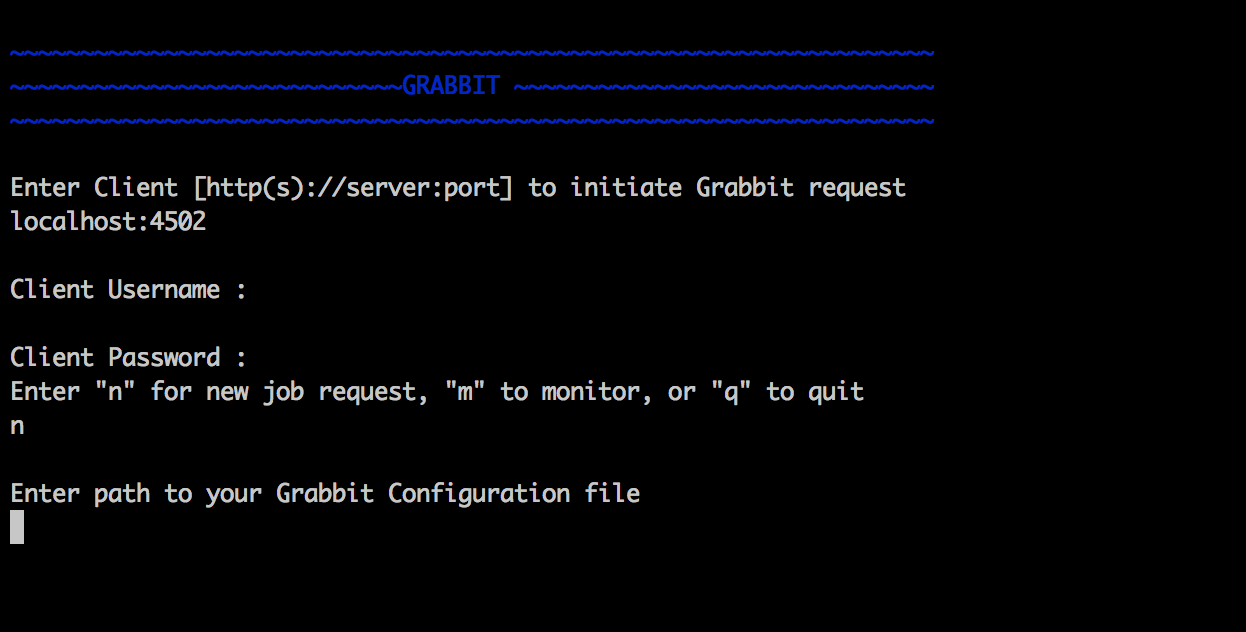 ~~~~~~~~~~~~~~~~~~~~~~~~~~~~~~~~~~~~~~~~~~~~~~~~~~~~~~~~~~~~~~~~~~
~~~~~~~~~~~~~~~~~~~~~~~~~~~~GRABBIT ~~~~~~~~~~~~~~~~~~~~~~~~~~~~~~
~~~~~~~~~~~~~~~~~~~~~~~~~~~~~~~~~~~~~~~~~~~~~~~~~~~~~~~~~~~~~~~~~~
Enter Client [http(s)://server:port] to initiate Grabbit request
localhost:4502
Client Username :
Client Password :
Enter "n" for new job request, "m" to monitor, or "q" to quit
n
Enter path to your Grabbit Configuration file